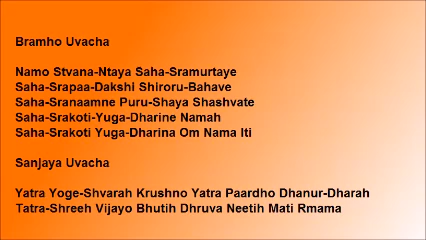 Bramho Uvacha
Namo Stvana-Ntaya Saha-Sramurtaye
Saha-Srapaa-Dakshi Shiroru-Bahave
Saha-Sranaamne Puru-Shaya Shashvate
Saha-Srakoti-Yuga-Dharine Namah
Saha-Srakoti Yuga-Dharina Om Nama Iti
Sanjaya Uvacha
Yatra Yoge-Shvarah Krushno Yatra Paardho Dhanur-Dharah
Tatra-Shreeh Vijayo Bhutih Dhruva Neetih Mati Rmama